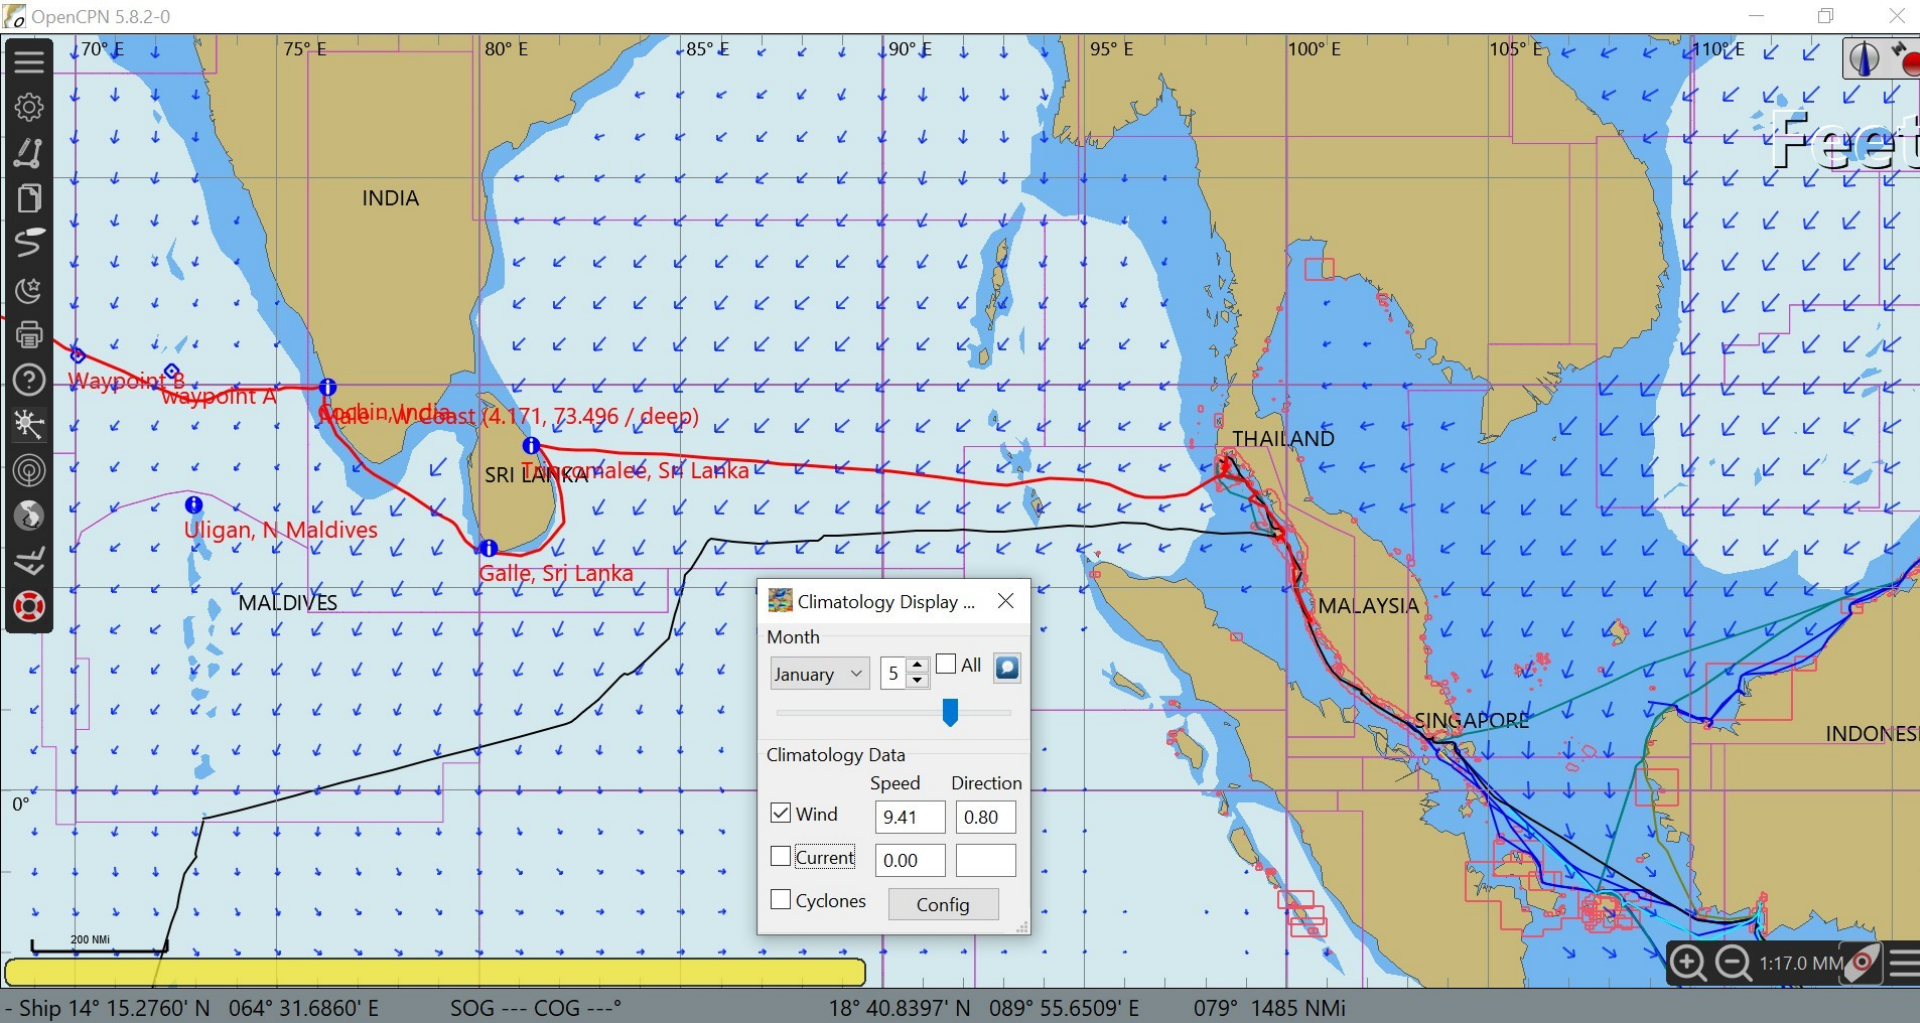 OpenCPN 5.8.2-0
70° E 75° E 80° E 85° E 90° E 95° E 100° E 105° E 110° E
Feet
INDIA
Waypoint B
waypoint A
Cochin, India
Male - W Coast (4.171, 73.496 / deep)
THAILAND
SRI LANKA
Trincomalee, Sri Lanka
Uligan, N Maldives
Galle, Sri Lanka
MALDIVES
MALAYSIA
SINGAPORE
INDONESI
0°
Climatology Display ...
Month
January 5 All
Climatology Data
Speed Direction
Wind 9.41 0.80
Current 0.00
Cyclones Config
200 NMi
1:17.0 MM
- Ship 14° 15.2760' N 064° 31.6860' E SOG --- COG ---° 18° 40.8397' N 089° 55.6509' E 079° 1485 NMi